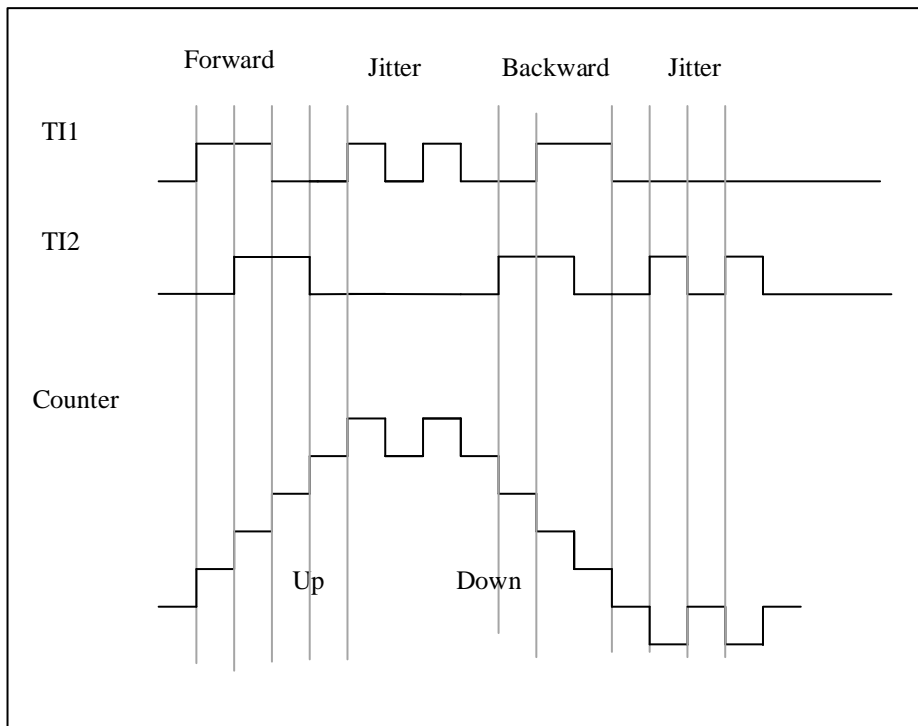 Forward
Jitter
Backward
Jitter
TI1
TI2
Counter
Up
Down